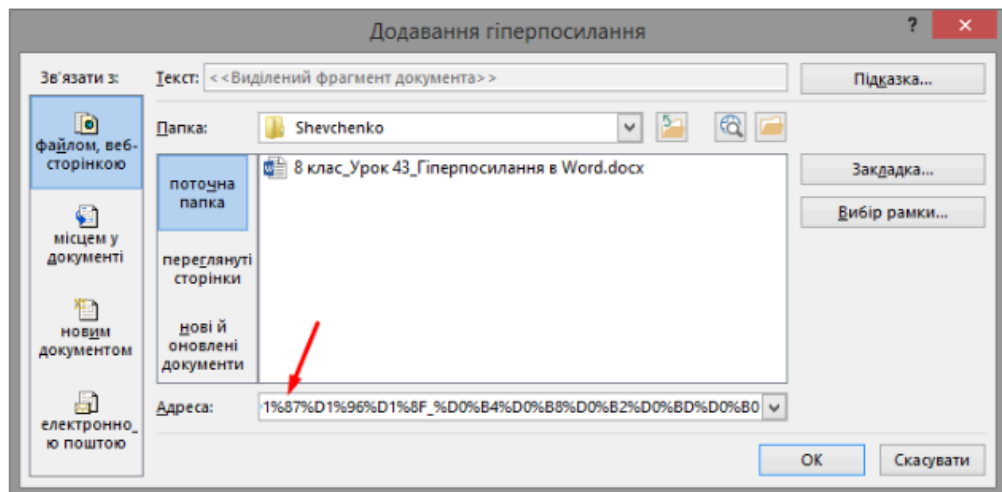 Додавання гіперпосилання
?
×
Зв'язати з:
Текст: <<Виділений фрагмент документа>>
Підказка...
файлом, веб-
сторінкою
Папка:
Shevchenko
поточна
папка
8 клас_Урок 43_Гіперпосилання в Word.docx
Закладка...
Вибір рамки...
місцем у
документі
переглянуті
сторінки
новим
документом
нові й
оновлені
документи
електронно_
ю поштою
Адреса:
1%87%D1%96%D1%8F_%D0%B4%D0%B8%D0%B2%D0%BD%D0%B0
ОК
Скасувати